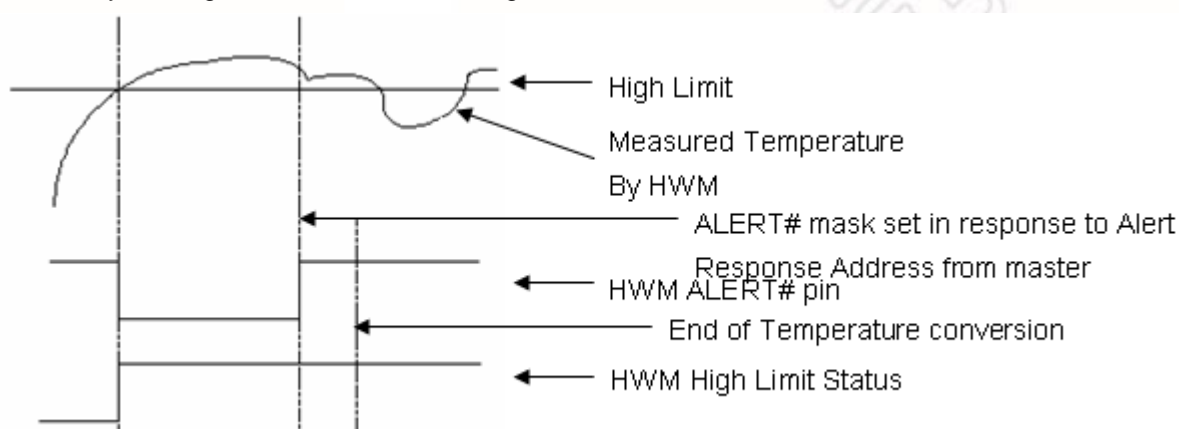 High Limit
Measured Temperature
By HWM
ALERT# mask set in response to Alert
Response Address from master
HWM ALERT# pin
End of Temperature conversion
HWM High Limit Status